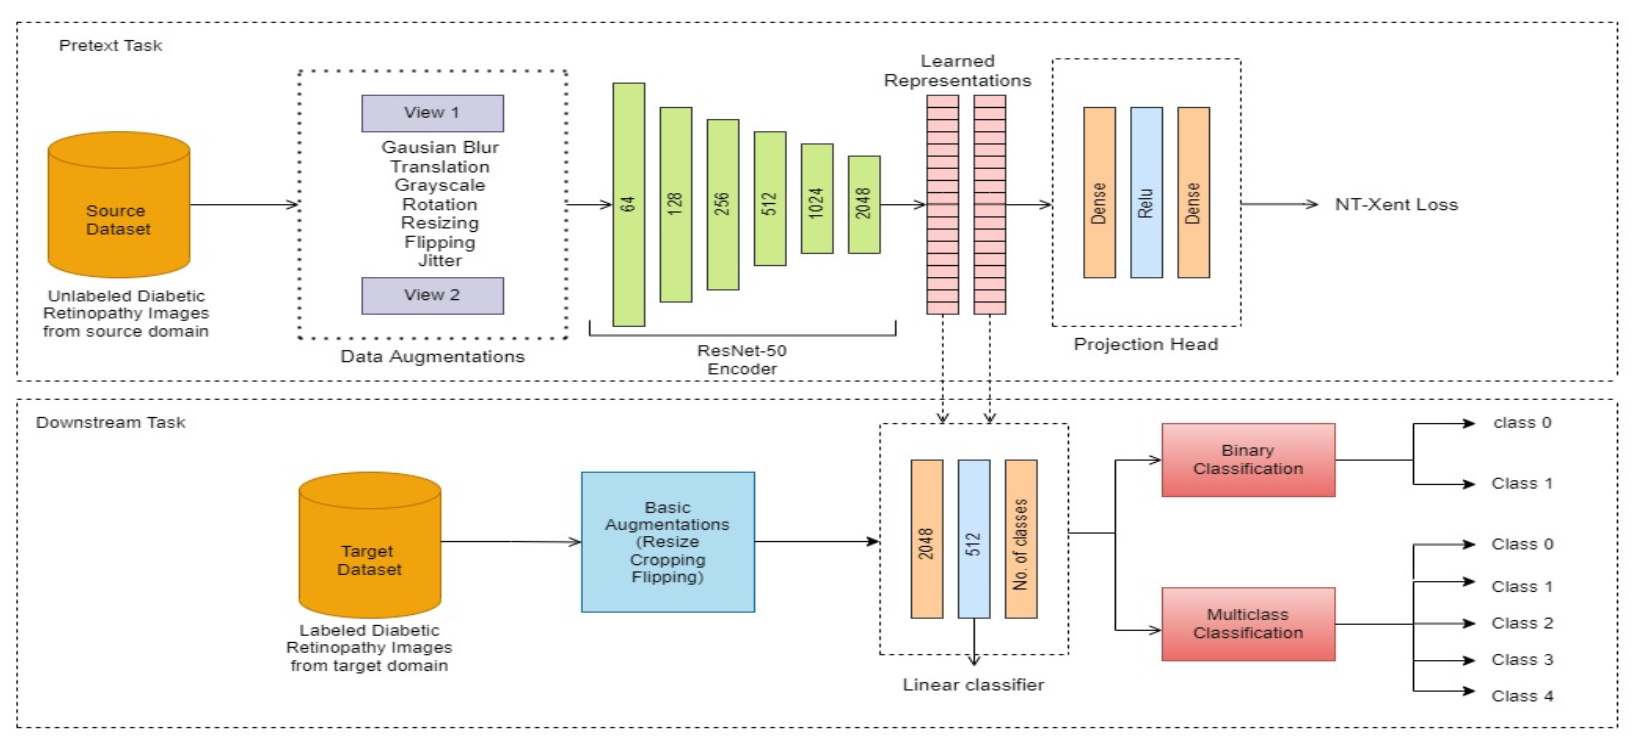 Pretext Task
Source
Dataset
Unlabeled Diabetic
Retinopathy Images
from source domain
View 1
Gausian Blur
Translation
Grayscale
Rotation
Resizing
Flipping
Jitter
View 2
Data Augmentations
64
128
256
512
1024
2048
ResNet-50
Encoder
Learned
Representations
Dense
Relu
Dense
Projection Head
NT-Xent Loss
Downstream Task
Target
Dataset
Labeled Diabetic
Retinopathy Images
from target domain
Basic
Augmentations
(Resize
Cropping
Flipping)
2048
512
No. of classes
Linear classifier
Binary
Classification
class 0
Class 1
Multiclass
Classification
Class 0
Class 1
Class 2
Class 3
Class 4